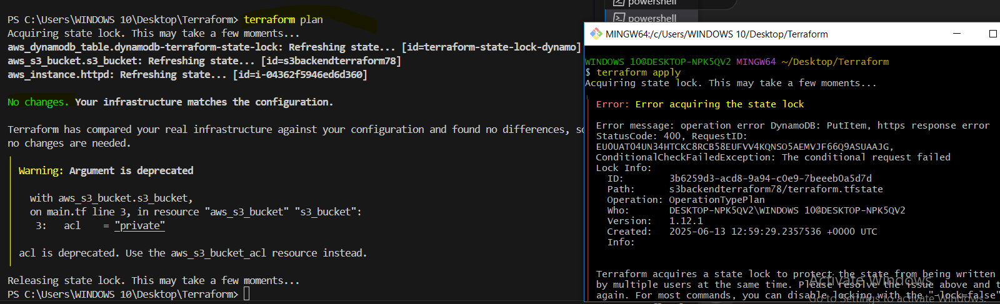 PS C:\Users\WINDOWS 10\Desktop\Terraform> terraform plan
Acquiring state lock. This may take a few moments...
aws_dynamodb_table.dynamodb-terraform-state-lock: Refreshing state... [id=terraform-state-lock-dynamo]
aws_s3_bucket.s3_bucket: Refreshing state... [id=s3backendterraform78]
aws_instance.httpd: Refreshing state... [id=i-04362f5946ed6d360]
No changes. Your infrastructure matches the configuration.
Terraform has compared your real infrastructure against your configuration and found no differences, so
no changes are needed.
Warning: Argument is deprecated
with aws_s3_bucket.s3_bucket,
on main.tf line 3, in resource "aws_s3_bucket" "s3_bucket":
3: acl = "private"
acl is deprecated. Use the aws_s3_bucket_acl resource instead.
Releasing state lock. This may take a few moments...
PS C:\Users\WINDOWS 10\Desktop\Terraform>
powershell
powershell
MINGW64:/c/Users/WINDOWS 10/Desktop/Terraform
WINDOWS 10@DESKTOP-NPK5QV2 MINGW64 ~/Desktop/Terraform
$ terraform apply
Acquiring state lock. This may take a few moments...
Error: Error acquiring the state lock
Error message: operation error DynamoDB: PutItem, https response error
StatusCode: 400, RequestID:
EU0UATO4UN34HTCKC8RCB58EUFVV4KQNSO5AEMVJF66Q9ASUAAJG,
ConditionalCheckFailedException: The conditional request failed
Lock Info:
ID: 3b6259d3-acd8-9a94-c0e9-7beeeb0a5d7d
Path: s3backendterraform78/terraform.tfstate
Operation: OperationTypePlan
Who: DESKTOP-NPK5QV2\WINDOWS 10@DESKTOP-NPK5QV2
Version: 1.12.1
Created: 2025-06-13 12:59:29.2357536 +0000 UTC
Info:
Terraform acquires a state lock to protect the state from being written
by multiple users at the same time. Please resolve the issue above and t
again. For most commands, you can disable locking with the "-lock=false"
Activate Windows
Go to Settings to activate Windows.